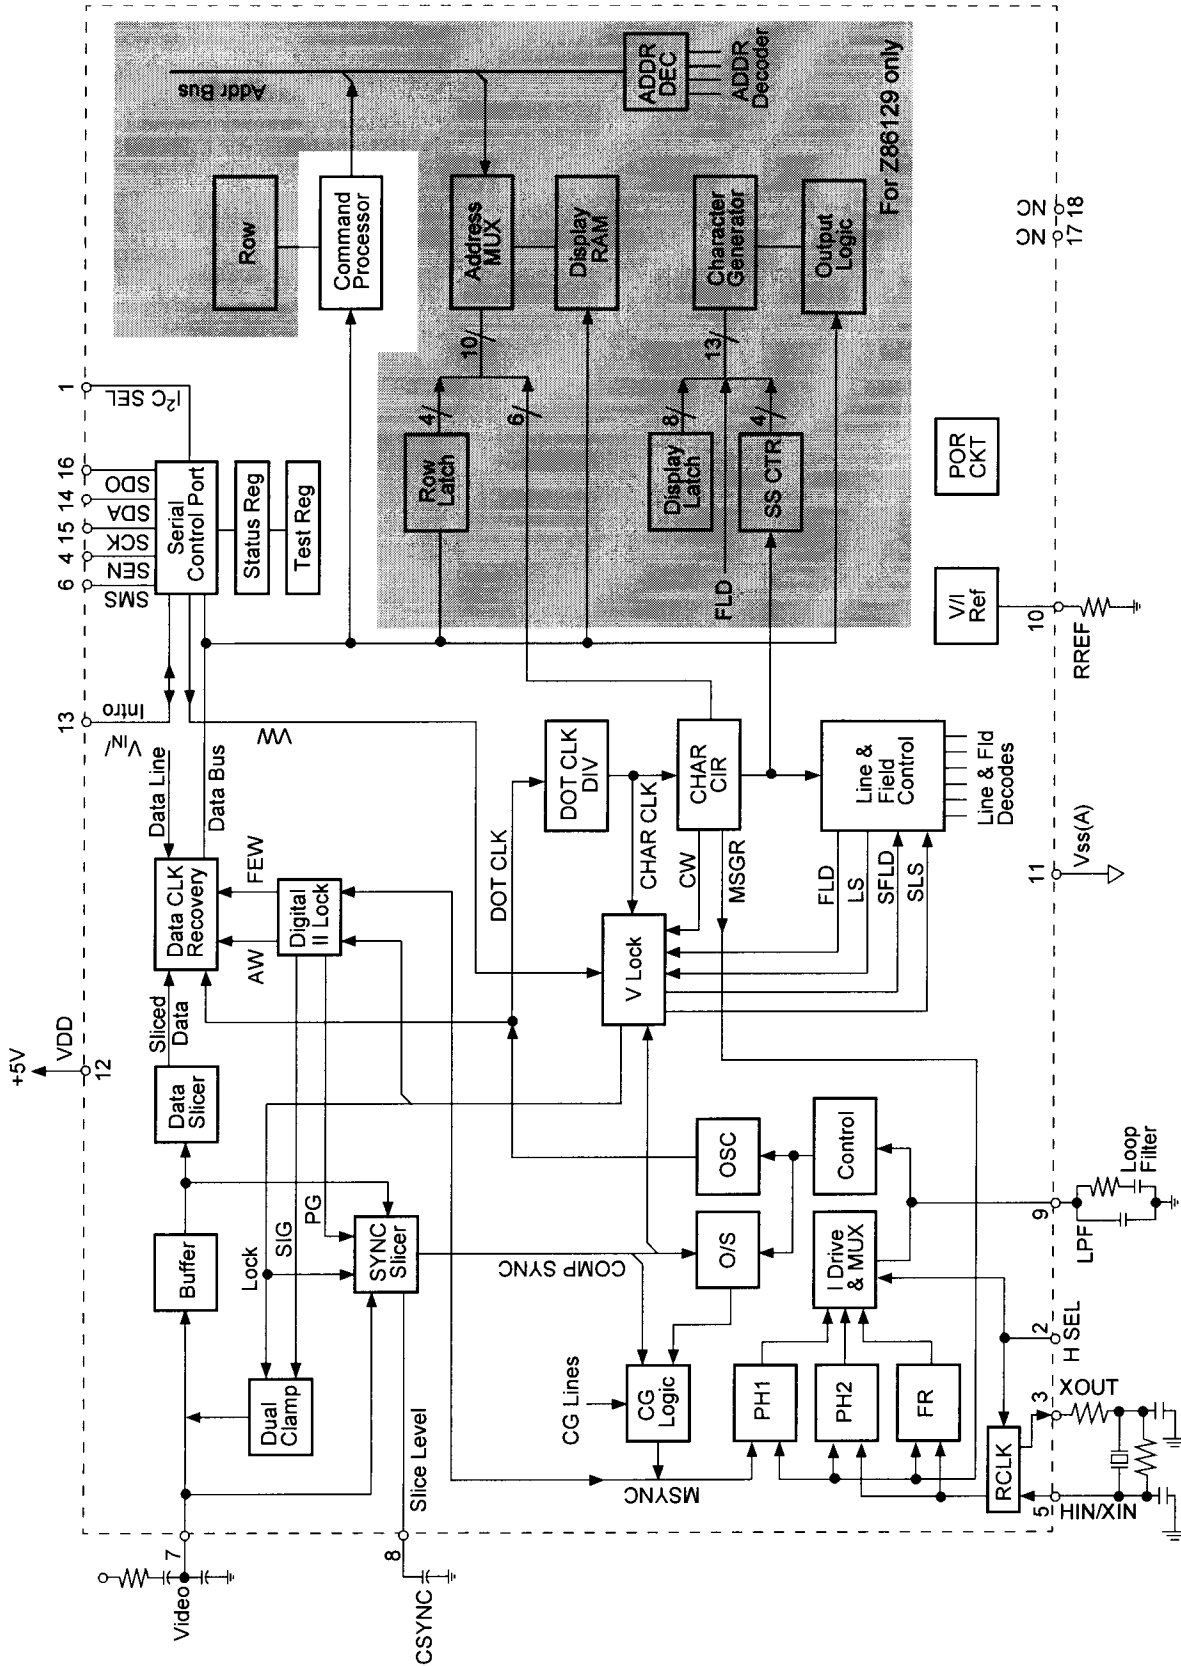 +5V
VDD
12
VIN/
Intro
13
SMS
6
SEN
4
SCK
15
SDA
14
SDO
16
I²C SEL
1
Video
7
Buffer
Data
Slicer
Sliced
Data
Data CLK
Recovery
Data Line
Data Bus
VW
Serial
Control Port
Status Reg
Test Reg
Row
Command
Processor
Addr Bus
ADDR
DEC
ADDR
Decoder
Dual
Clamp
Lock
SIG
PG
SYNC
Slicer
AW
FEW
Digital
II Lock
Slice Level
CSYNC
8
COMP SYNC
DOT CLK
DOT CLK
DIV
CHAR CLK
Row
Latch
4
6
10
Address
MUX
Display
RAM
CG Lines
CG
Logic
MSYNC
O/S
OSC
V Lock
CW
MSGR
CHAR
CIR
FLD
Display
Latch
8
SS CTR
4
13
Character
Generator
Output
Logic
For Z86129 only
PH1
PH2
FR
I Drive
& MUX
Control
FLD
LS
SFLD
SLS
Line &
Field
Control
Line & Fld
Decodes
V/I
Ref
POR
CKT
RCLK
5
HIN/XIN
3
XOUT
2
H SEL
9
LPF
Loop
Filter
11
Vss(A)
10
RREF
17
NC
18
NC